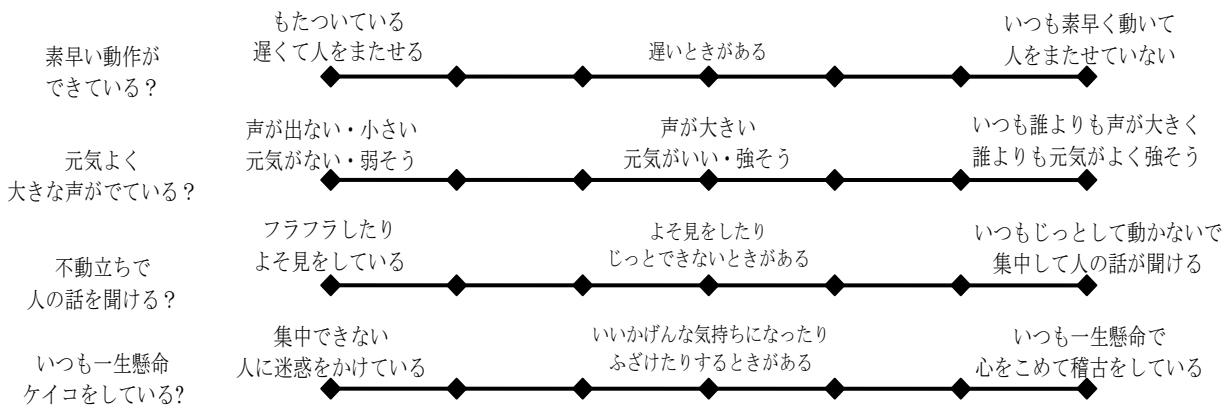 素早い動作が
できている？
もたついている
遅くて人をまたせる
遅いときがある
いつも素早く動いて
人をまたせていない
元気よく
大きな声がでている？
声が出ない・小さい
元気がない・弱そう
声が大きい
元気がいい・強そう
いつも誰よりも声が大きく
誰よりも元気がよく強そう
不動立ちで
人の話を聞ける？
フラフラしたり
よそ見をしている
よそ見をしたり
じっとできないときがある
いつもじっとして動かないで
集中して人の話が聞ける
いつも一生懸命
ケイコをしている?
集中できない
人に迷惑をかけている
いいかげんな気持ちになったり
ふざけたりするときがある
いつも一生懸命で
心をこめて稽古をしている